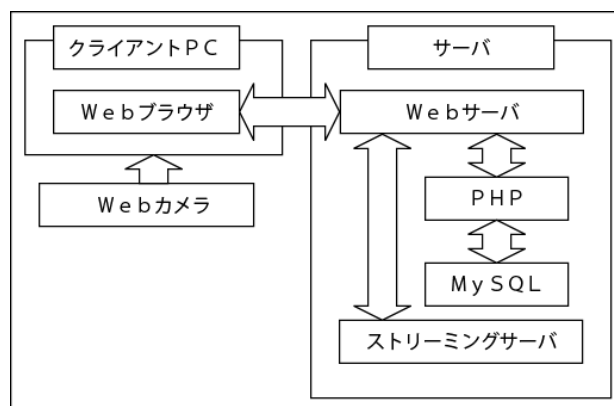 クライアントＰＣ
サーバ
Ｗｅｂブラウザ
Ｗｅｂサーバ
Ｗｅｂカメラ
ＰＨＰ
ＭｙＳＱＬ
ストリーミングサーバ